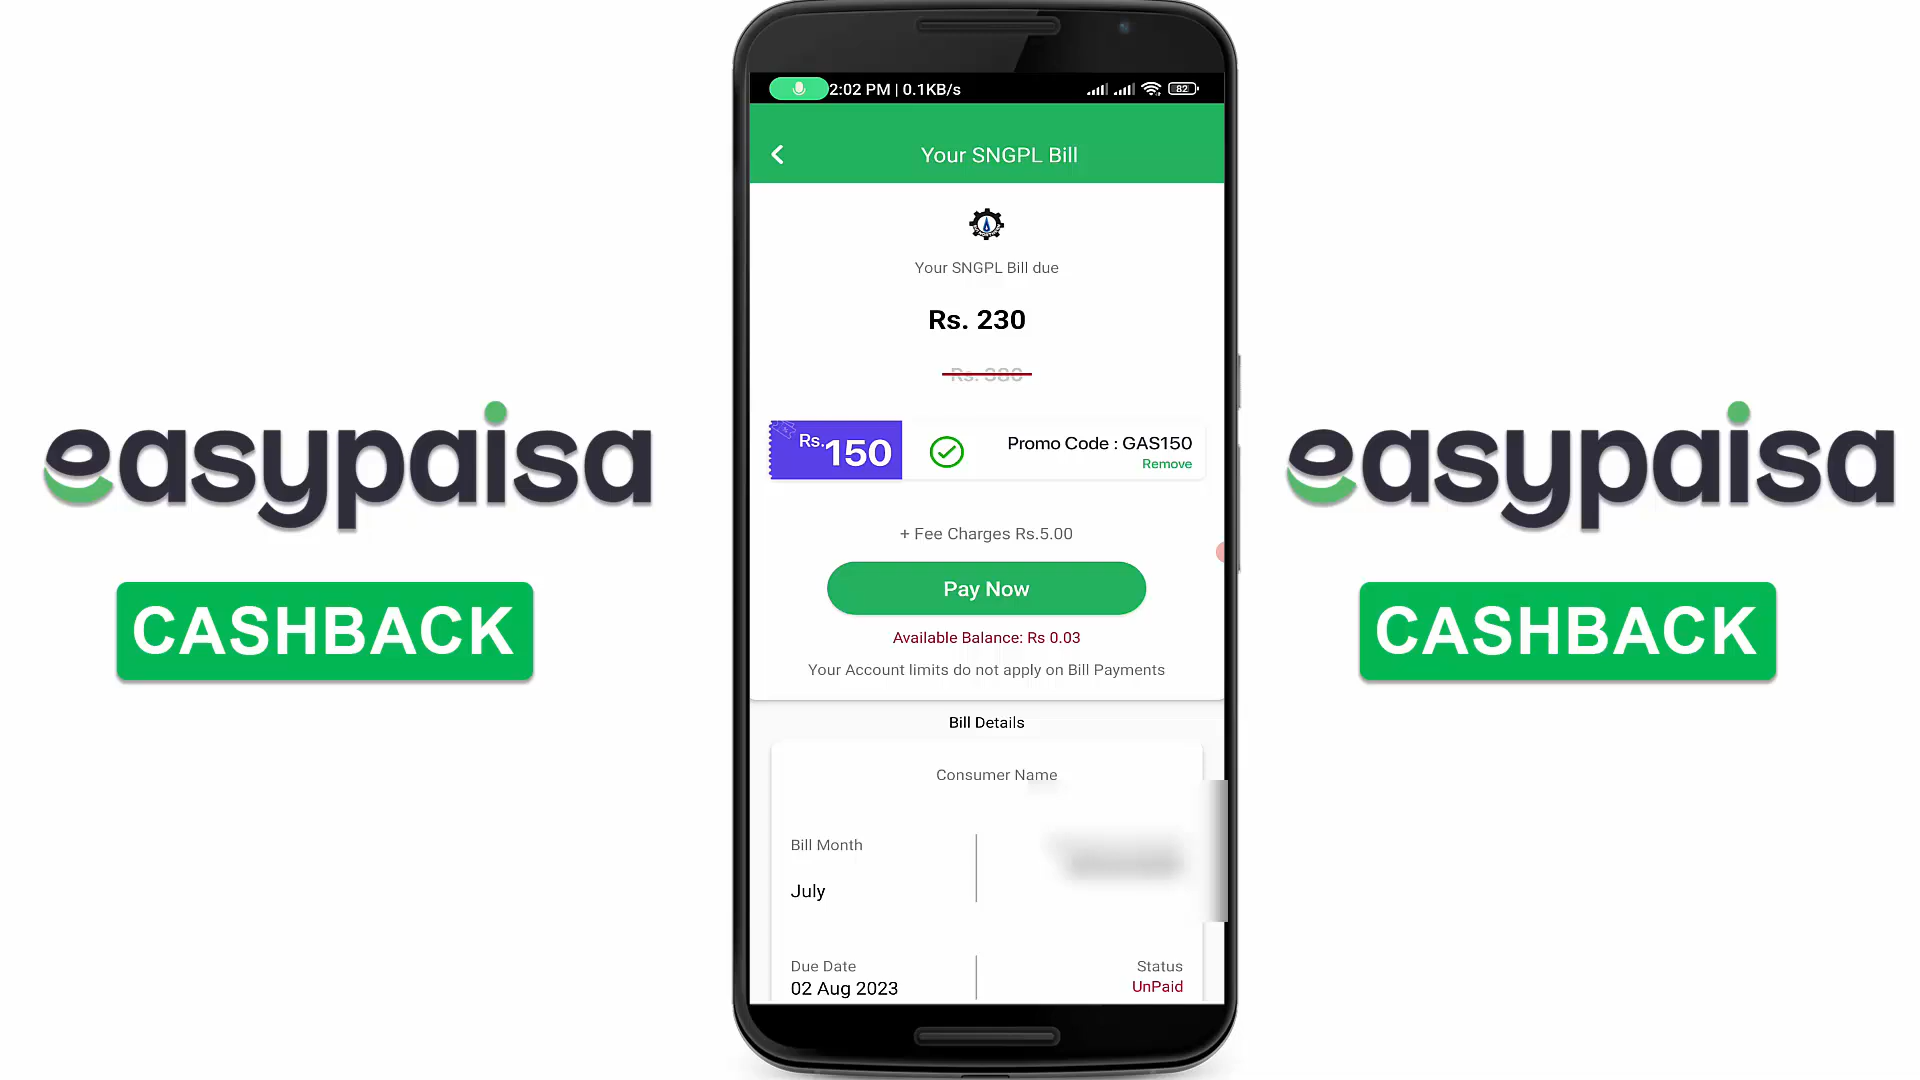 2:02 PM | 0.1KB/s
82
Your SNGPL Bill
Your SNGPL Bill due
Rs. 230
Rs. 380
Rs. 150
Promo Code : GAS150
Remove
+ Fee Charges Rs.5.00
Pay Now
Available Balance: Rs 0.03
Your Account limits do not apply on Bill Payments
Bill Details
Consumer Name
Bill Month
July
Due Date
02 Aug 2023
Status
UnPaid
easypaisa
CASHBACK
easypaisa
CASHBACK